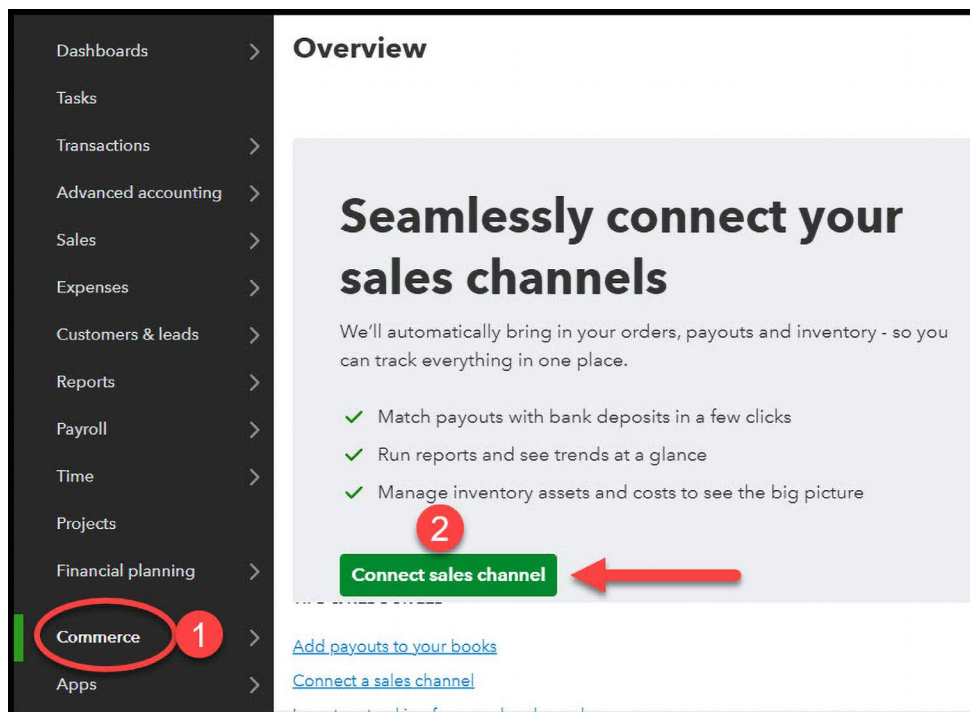 Dashboards
Tasks
Transactions
Advanced accounting
Sales
Expenses
Customers & leads
Reports
Payroll
Time
Projects
Financial planning
Commerce
1
Apps
Overview
Seamlessly connect your
sales channels
We'll automatically bring in your orders, payouts and inventory - so you
can track everything in one place.
Match payouts with bank deposits in a few clicks
Run reports and see trends at a glance
Manage inventory assets and costs to see the big picture
2
Connect sales channel
Add payouts to your books
Connect a sales channel